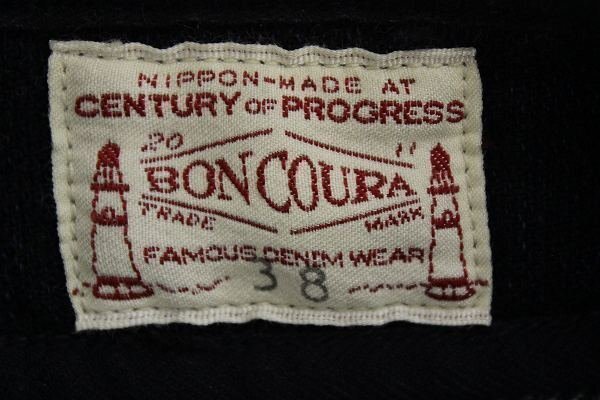 NIPPON-MADE AT
CENTURY OF PROGRESS
20 11
BONCOURA
TRADE MARK
FAMOUS DENIM WEAR
38